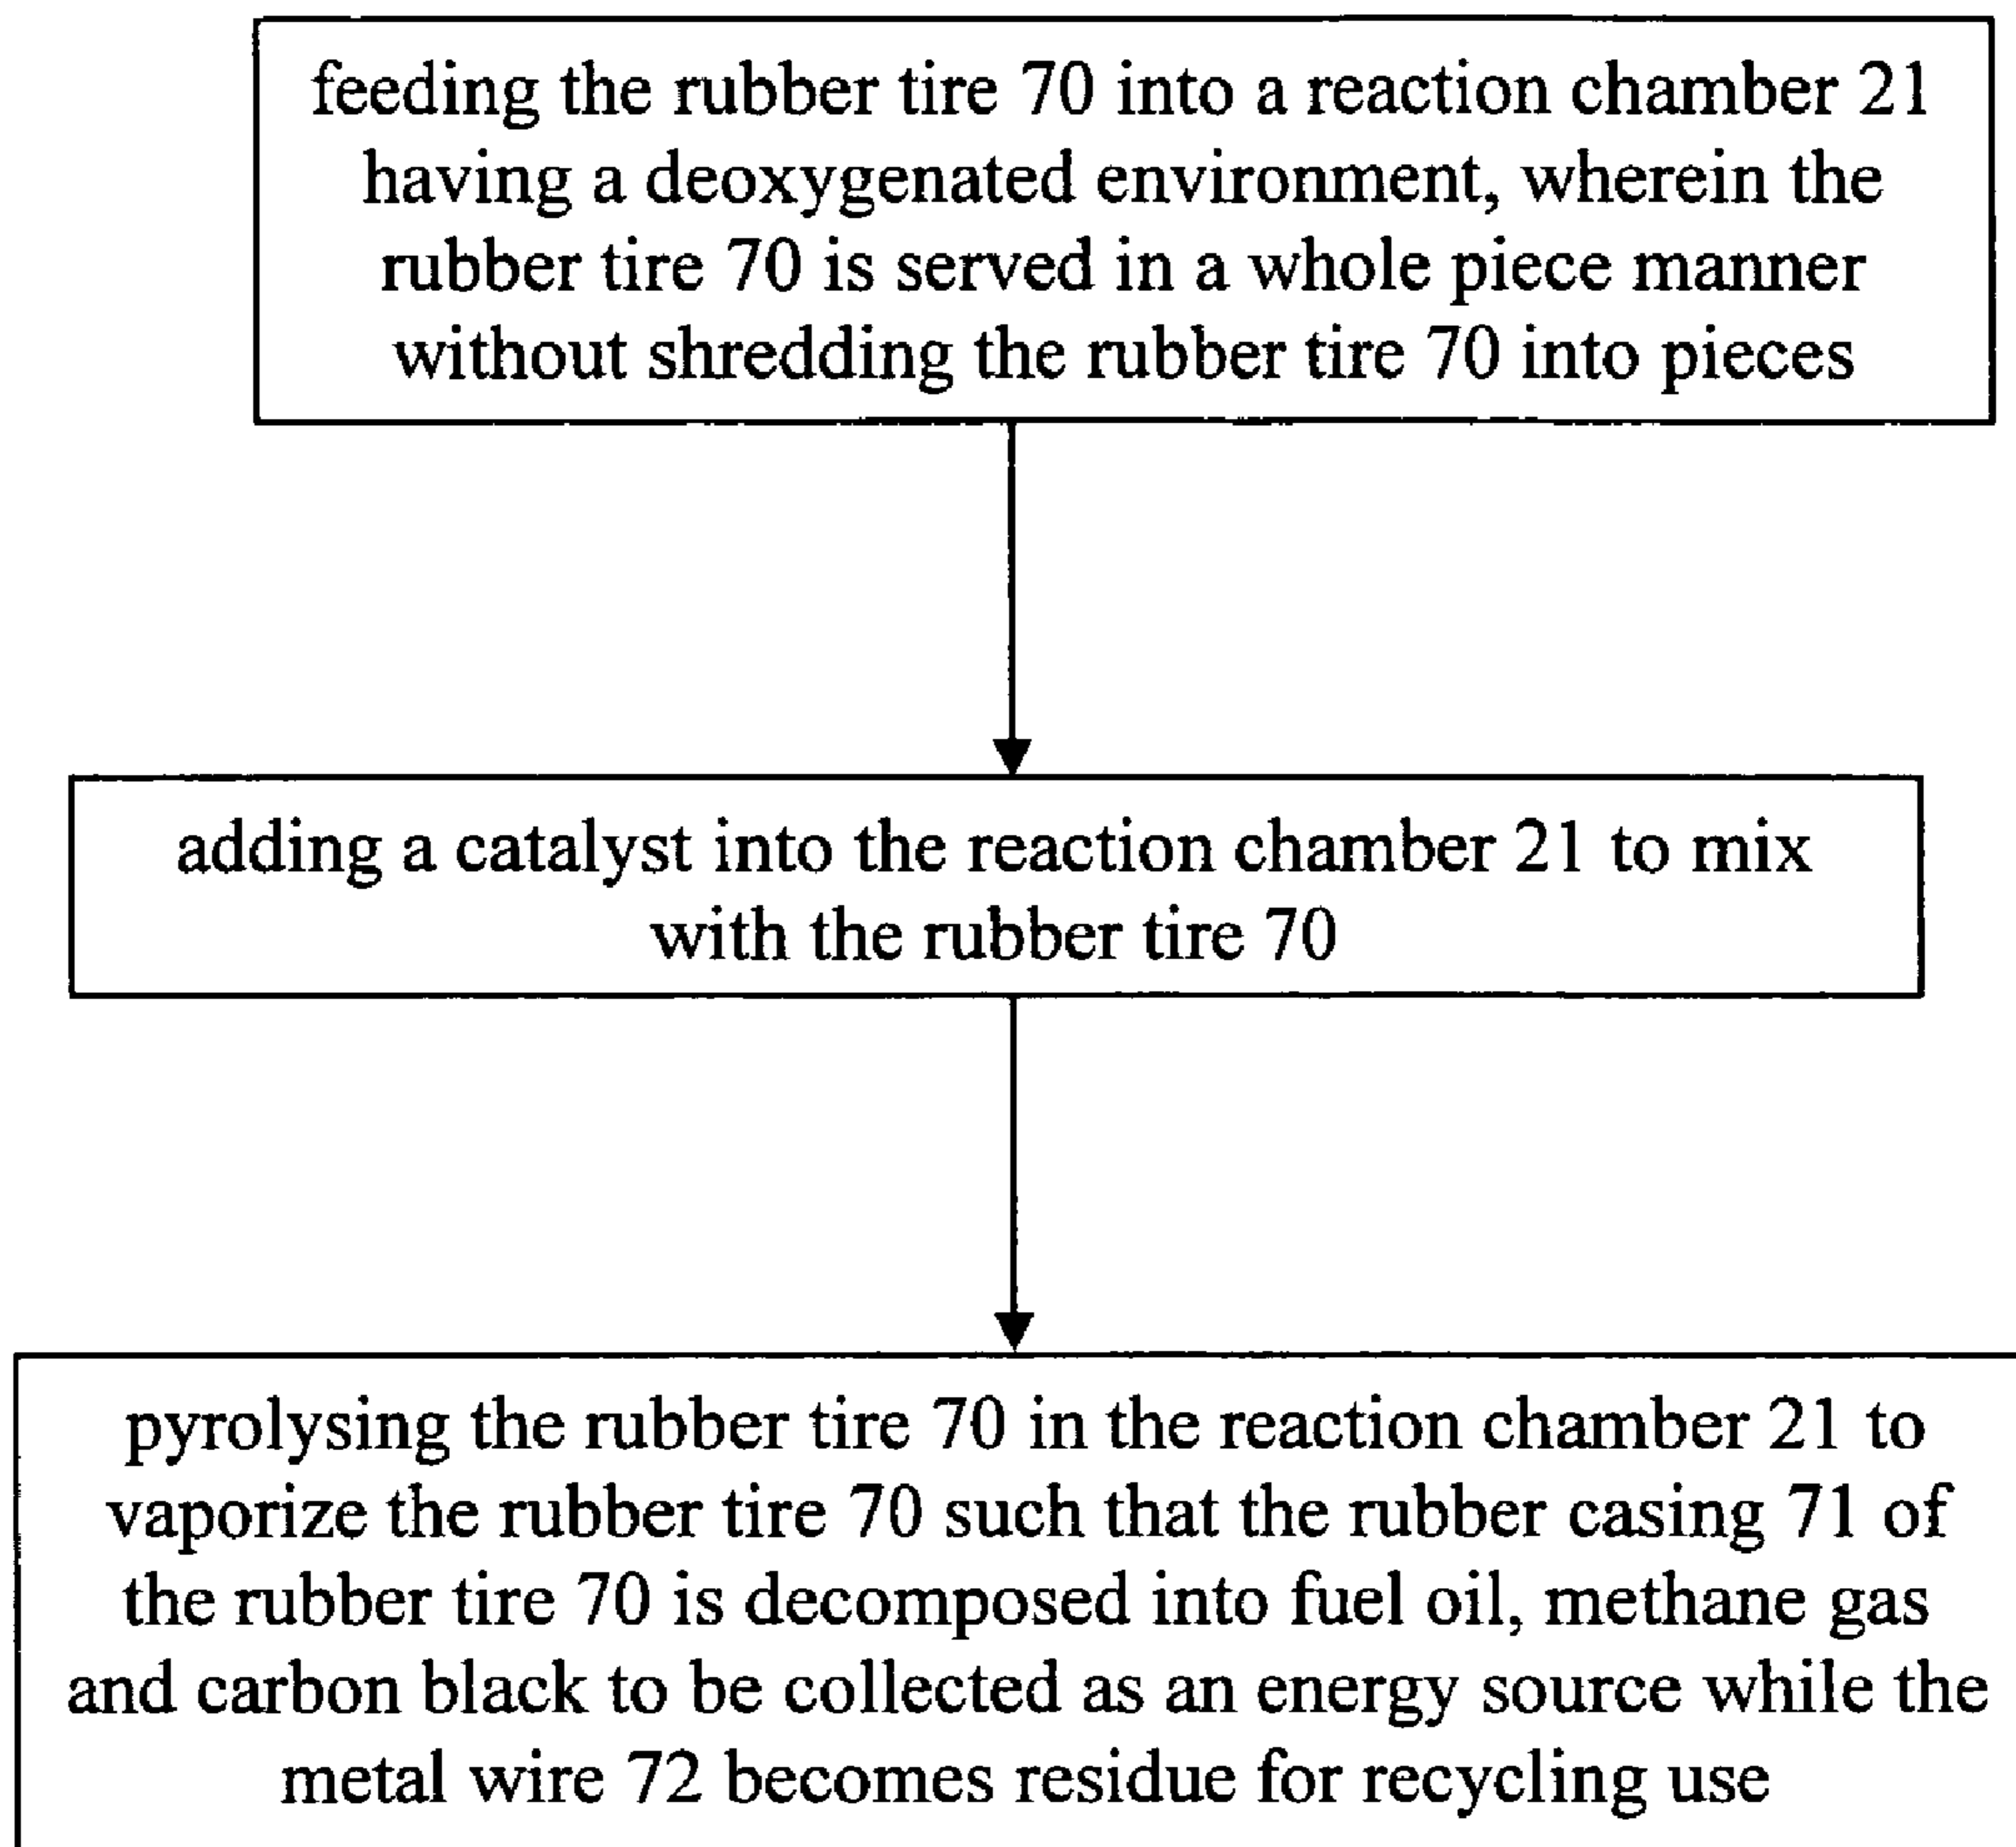 feeding the rubber tire 70 into a reaction chamber 21
having a deoxygenated environment, wherein the
rubber tire 70 is served in a whole piece manner
without shredding the rubber tire 70 into pieces
adding a catalyst into the reaction chamber 21 to mix
with the rubber tire 70
pyrolysing the rubber tire 70 in the reaction chamber 21 to
vaporize the rubber tire 70 such that the rubber casing 71 of
the rubber tire 70 is decomposed into fuel oil, methane gas
and carbon black to be collected as an energy source while the
metal wire 72 becomes residue for recycling use